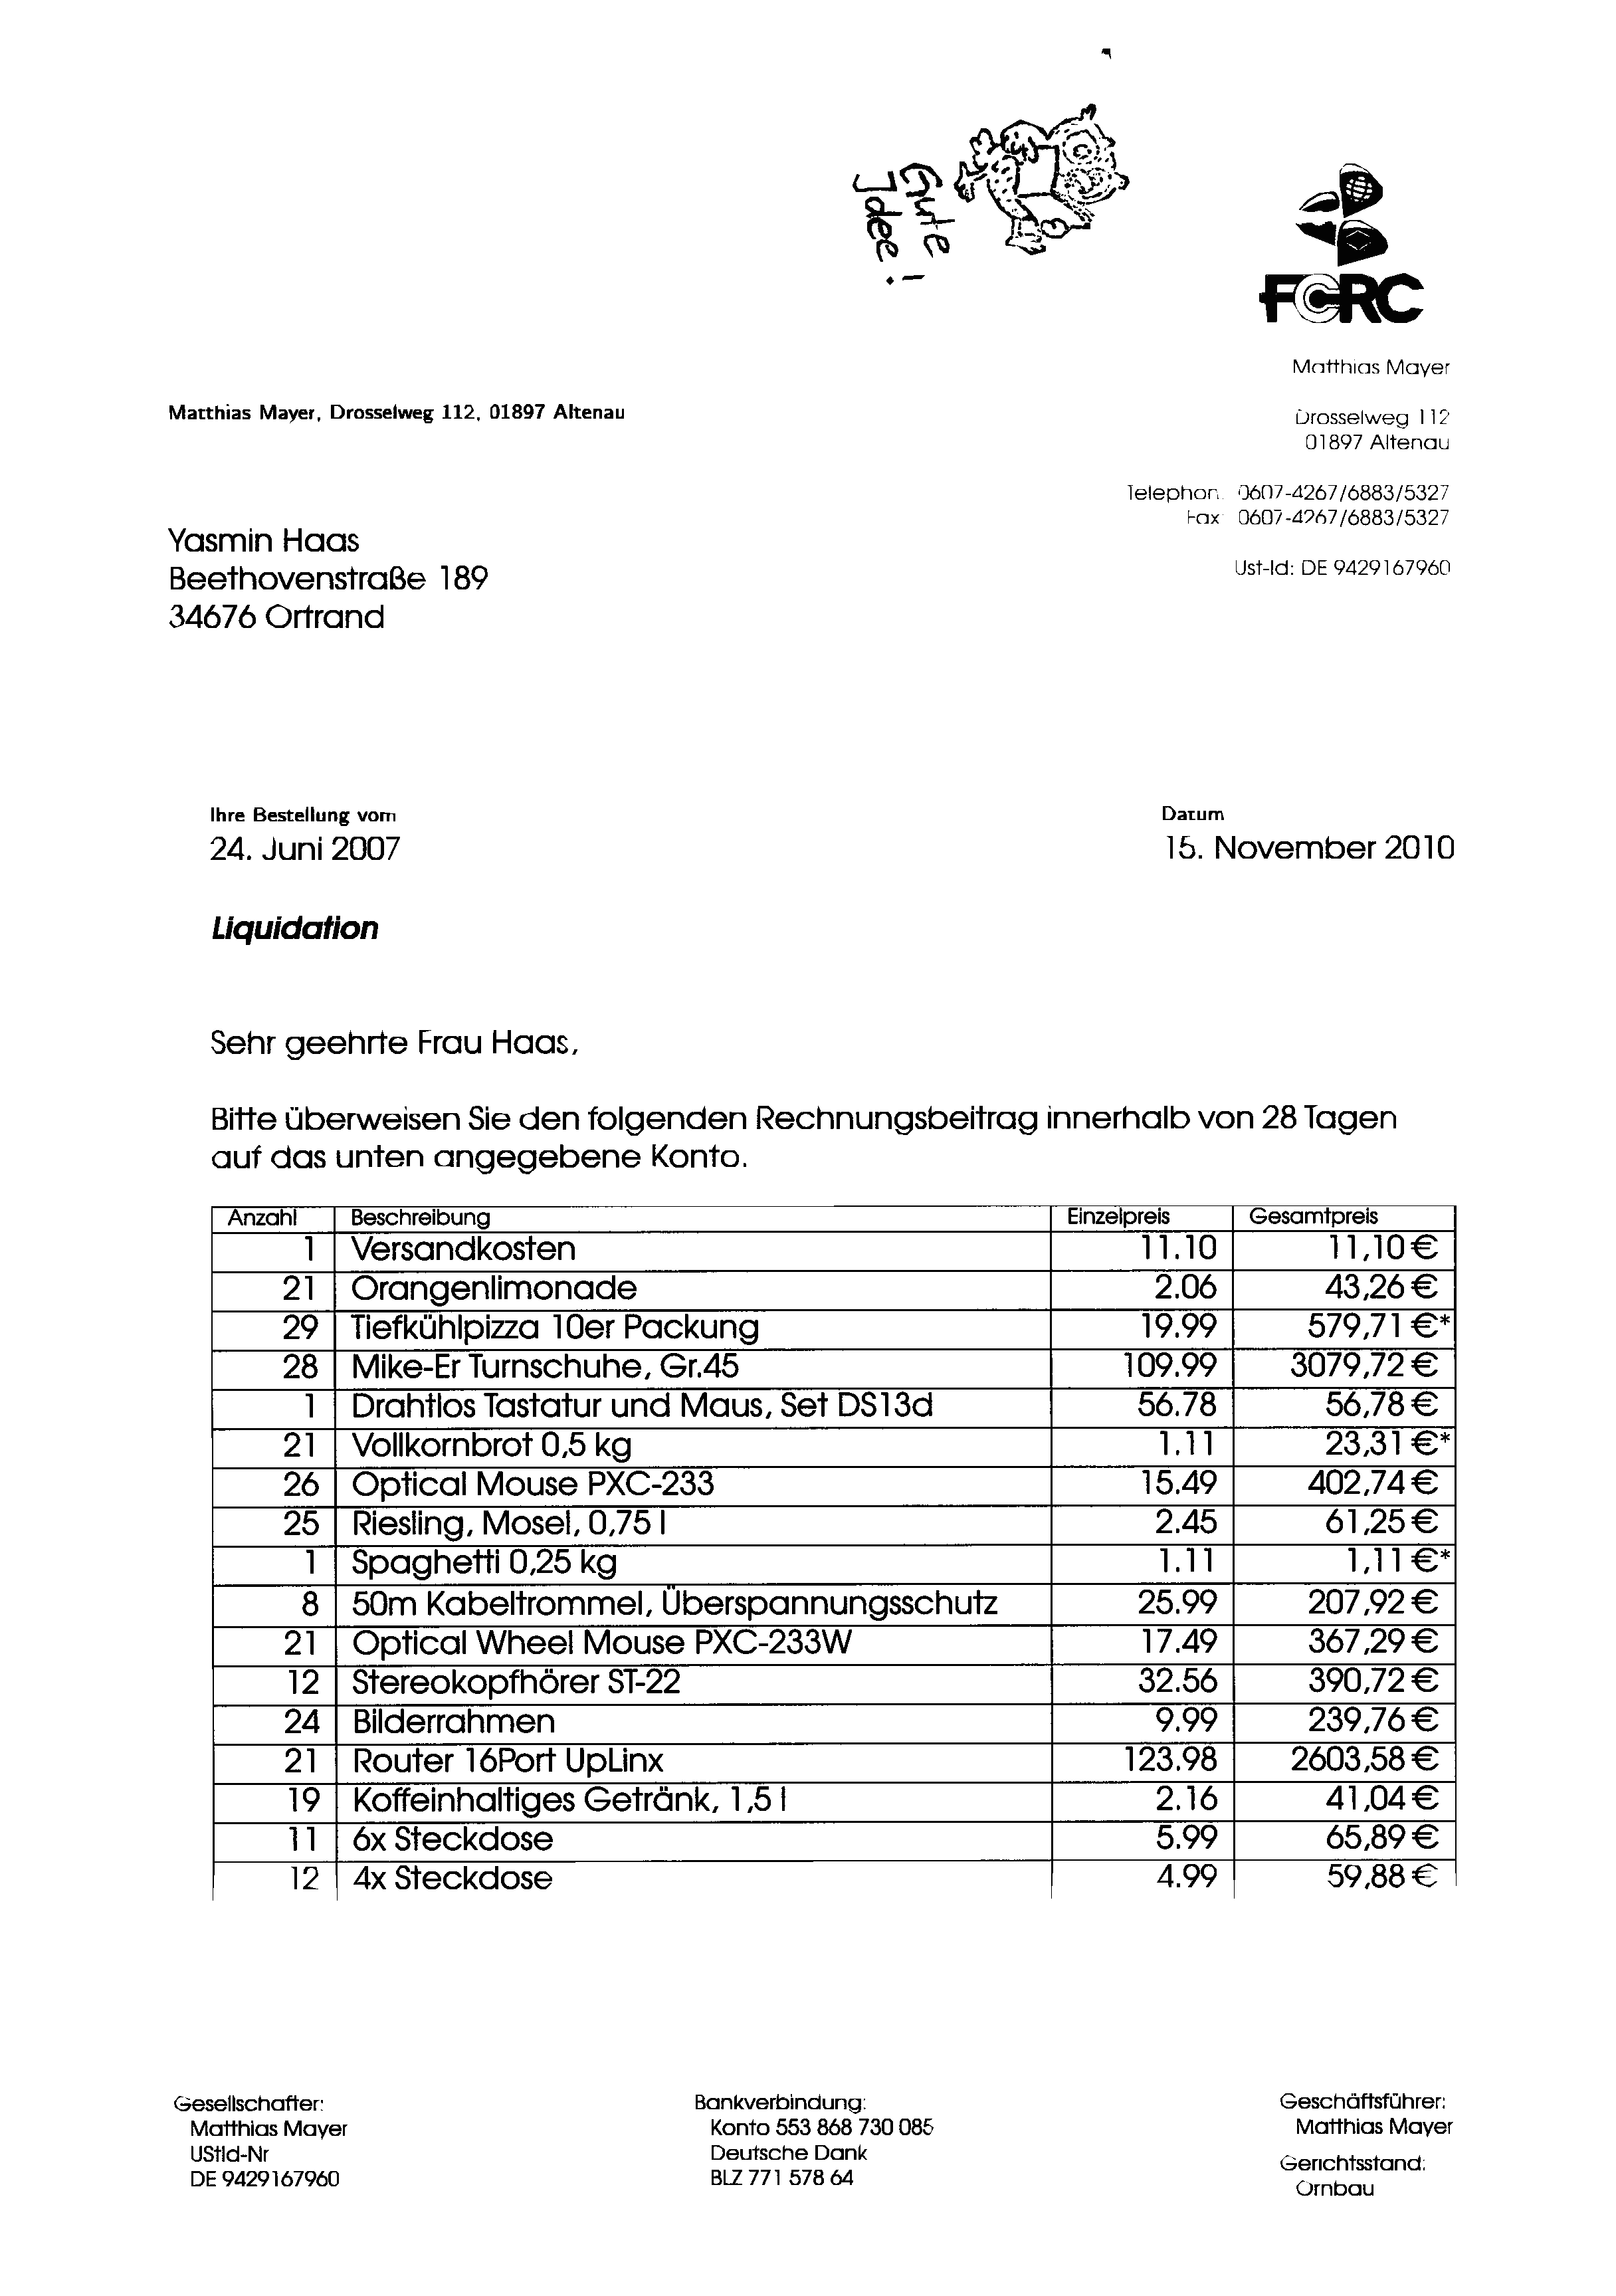 Gute
Idee!
FCRC
Matthias Mayer
Matthias Mayer, Drosselweg 112, 01897 Altenau
Drosselweg 112
01897 Altenau
Telephon: 0607-4267/6883/5327
Fax: 0607-4267/6883/5327
Yasmin Haas
Beethovenstraße 189
34676 Ortrand
Ust-Id: DE 9429167960
Ihre Bestellung vom Datum
24. Juni 2007 15. November 2010
Liquidation
Sehr geehrte Frau Haas,
Bitte überweisen Sie den folgenden Rechnungsbeitrag innerhalb von 28 Tagen
auf das unten angegebene Konto.
Anzahl Beschreibung Einzelpreis Gesamtpreis
1 Versandkosten 11.10 11,10 €
21 Orangenlimonade 2.06 43,26 €
29 Tiefkühlpizza 10er Packung 19.99 579,71 €*
28 Mike-Er Turnschuhe, Gr.45 109.99 3079,72 €
1 Drahtlos Tastatur und Maus, Set DS13d 56.78 56,78 €
21 Vollkornbrot 0,5 kg 1.11 23,31 €*
26 Optical Mouse PXC-233 15.49 402,74 €
25 Riesling, Mosel, 0,75 l 2.45 61,25 €
1 Spaghetti 0,25 kg 1.11 1,11 €*
8 50m Kabeltrommel, Überspannungsschutz 25.99 207,92 €
21 Optical Wheel Mouse PXC-233W 17.49 367,29 €
12 Stereokopfhörer ST-22 32.56 390,72 €
24 Bilderrahmen 9.99 239,76 €
21 Router 16Port UpLinx 123.98 2603,58 €
19 Koffeinhaltiges Getränk, 1,5 l 2.16 41,04 €
11 6x Steckdose 5.99 65,89 €
12 4x Steckdose 4.99 59,88 €
Gesellschafter:
Matthias Mayer
UStId-Nr
DE 9429167960
Bankverbindung:
Konto 553 868 730 085
Deutsche Dank
BLZ 771 578 64
Geschäftsführer:
Matthias Mayer
Gerichtsstand:
Ornbau